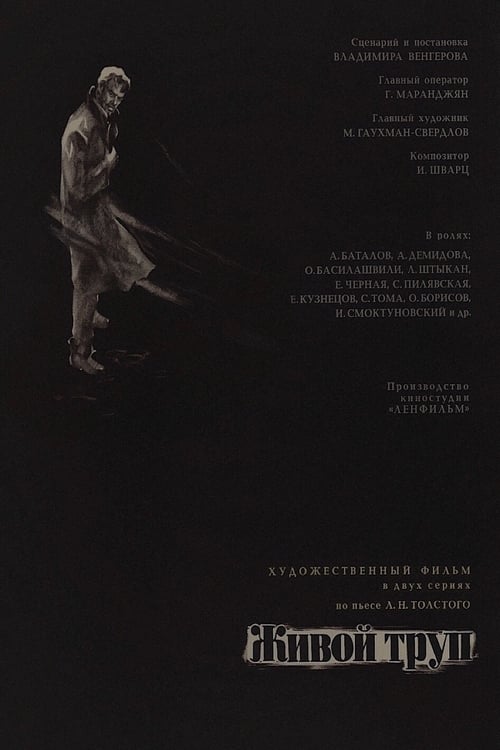 Сценарий и постановка
ВЛАДИМИРА ВЕНГЕРОВА
Главный оператор
Г. МАРАНДЖЯН
Главный художник
М. ГАУХМАН-СВЕРДЛОВ
Композитор
И. ШВАРЦ
В ролях:
А. БАТАЛОВ, А. ДЕМИДОВА,
О. БАСИЛАШВИЛИ, Л. ШТЫКАН,
Е. ЧЕРНАЯ, С. ПИЛЯВСКАЯ,
Е. КУЗНЕЦОВ, С. ТОМА, О. БОРИСОВ,
И. СМОКТУНОВСКИЙ и др.
Производство
киностудии
«ЛЕНФИЛЬМ»
ХУДОЖЕСТВЕННЫЙ ФИЛЬМ
в двух сериях
по пьесе Л. Н. ТОЛСТОГО
Живой труп